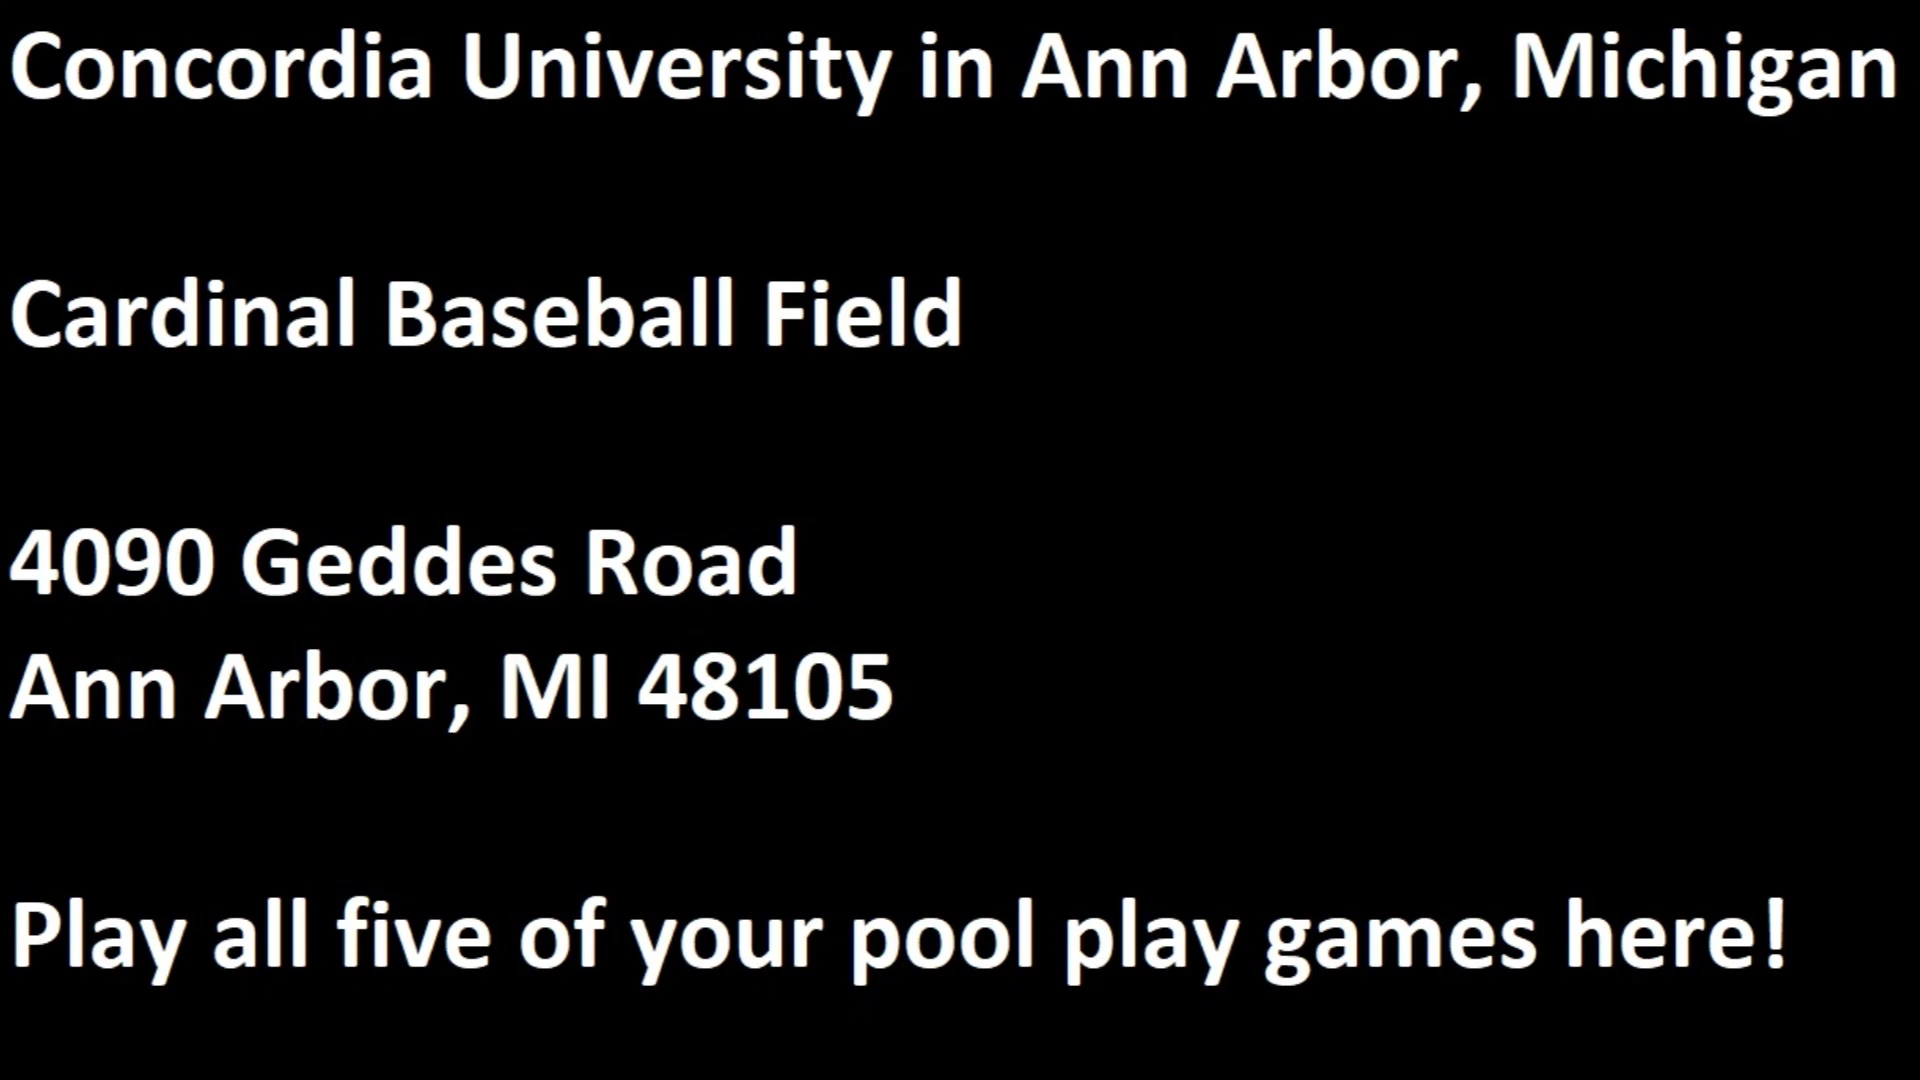 Concordia University in Ann Arbor, Michigan
Cardinal Baseball Field
4090 Geddes Road
Ann Arbor, MI 48105
Play all five of your pool play games here!